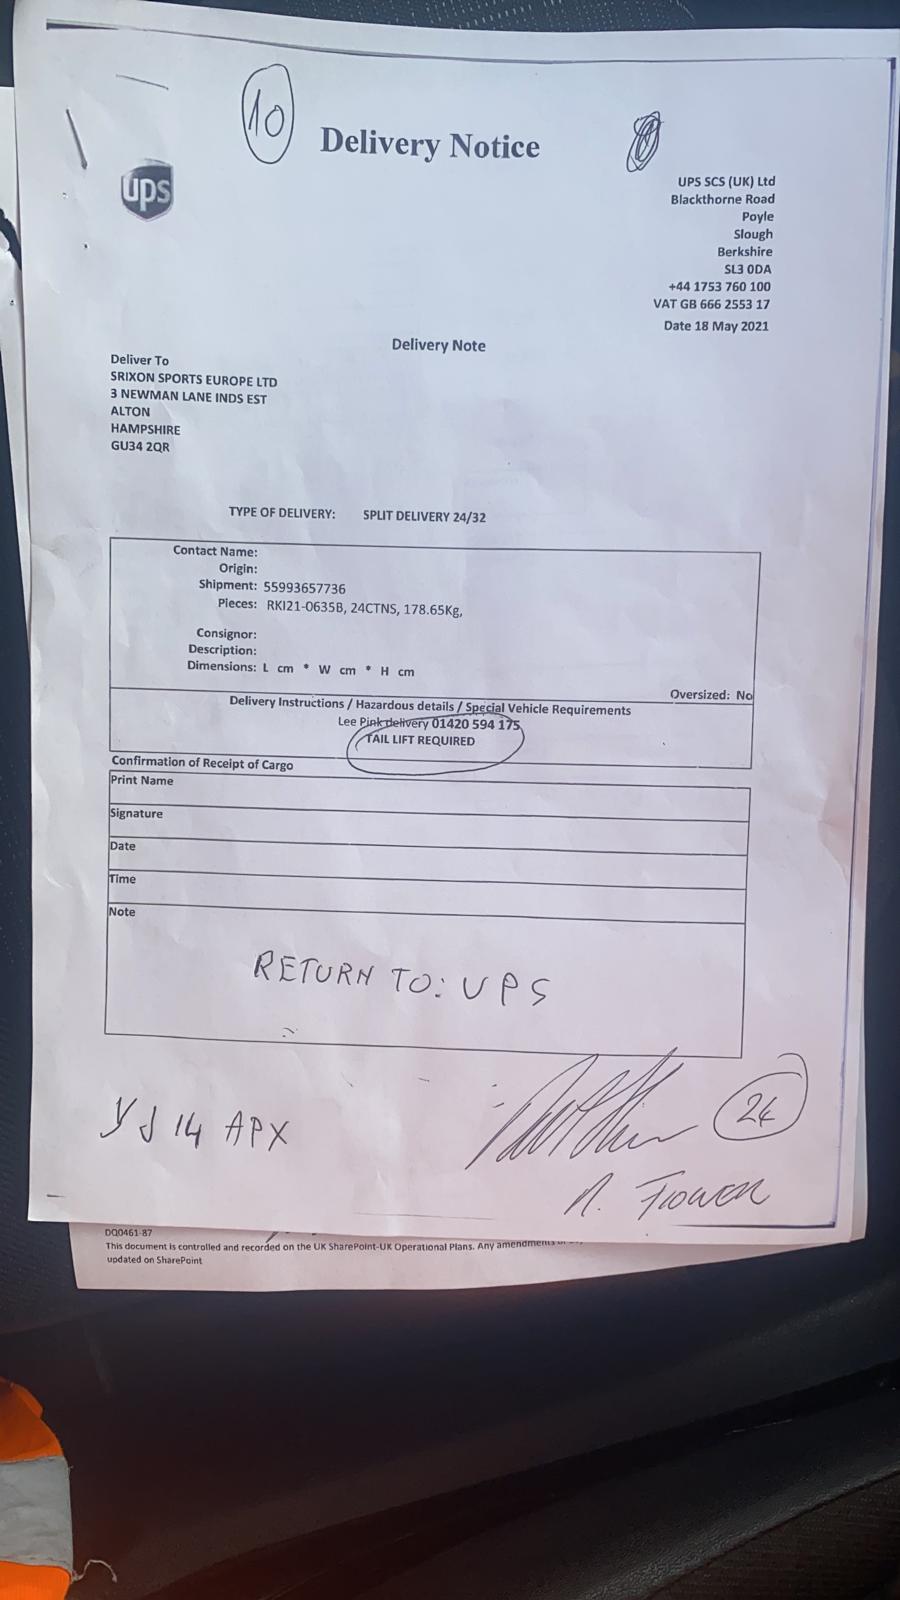 10
Delivery Notice
ups
UPS SCS (UK) Ltd
Blackthorne Road
Poyle
Slough
Berkshire
SL3 0DA
+44 1753 760 100
VAT GB 666 2553 17
Date 18 May 2021
Delivery Note
Deliver To
SRIXON SPORTS EUROPE LTD
3 NEWMAN LANE INDS EST
ALTON
HAMPSHIRE
GU34 2QR
TYPE OF DELIVERY: SPLIT DELIVERY 24/32
Contact Name:
Origin:
Shipment: 55993657736
Pieces: RKI21-0635B, 24CTNS, 178.65Kg,
Consignor:
Description:
Dimensions: L cm * W cm * H cm
Oversized: No
Delivery Instructions / Hazardous details / Special Vehicle Requirements
Lee Pink delivery 01420 594 175
TAIL LIFT REQUIRED
Confirmation of Receipt of Cargo
Print Name
Signature
Date
Time
Note
RETURN TO: UPS
YJ14 APX
24
DQ0461-87
This document is controlled and recorded on the UK SharePoint-UK Operational Plans. Any amendments
updated on SharePoint